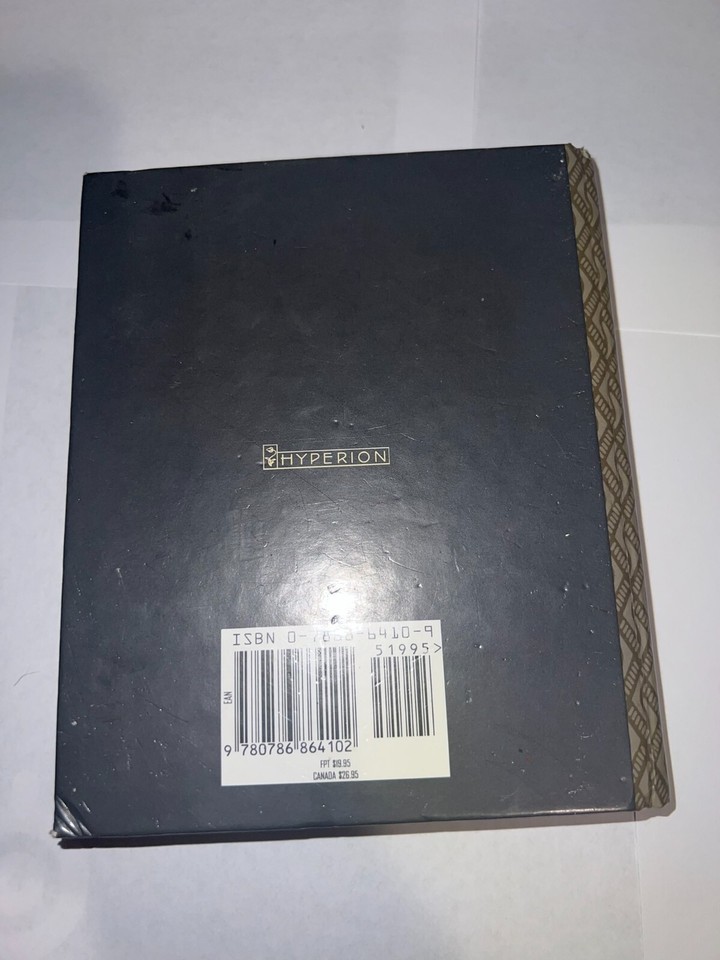 HYPERION
ISBN 0-7868-6410-9
51995>
EAN
9 780786 864102
FPT $19.95
CANADA $26.95